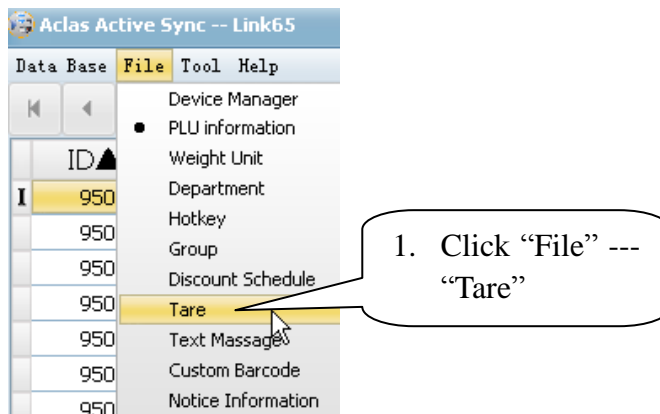 Aclas Active Sync -- Link65
Data Base File Tool Help
Device Manager
PLU information
ID Weight Unit
950 Department
Hotkey
950
Group
950 Discount Schedule
950 Tare
950 Text Massage
950 Custom Barcode
950 Notice Information
1. Click “File” ---
“Tare”